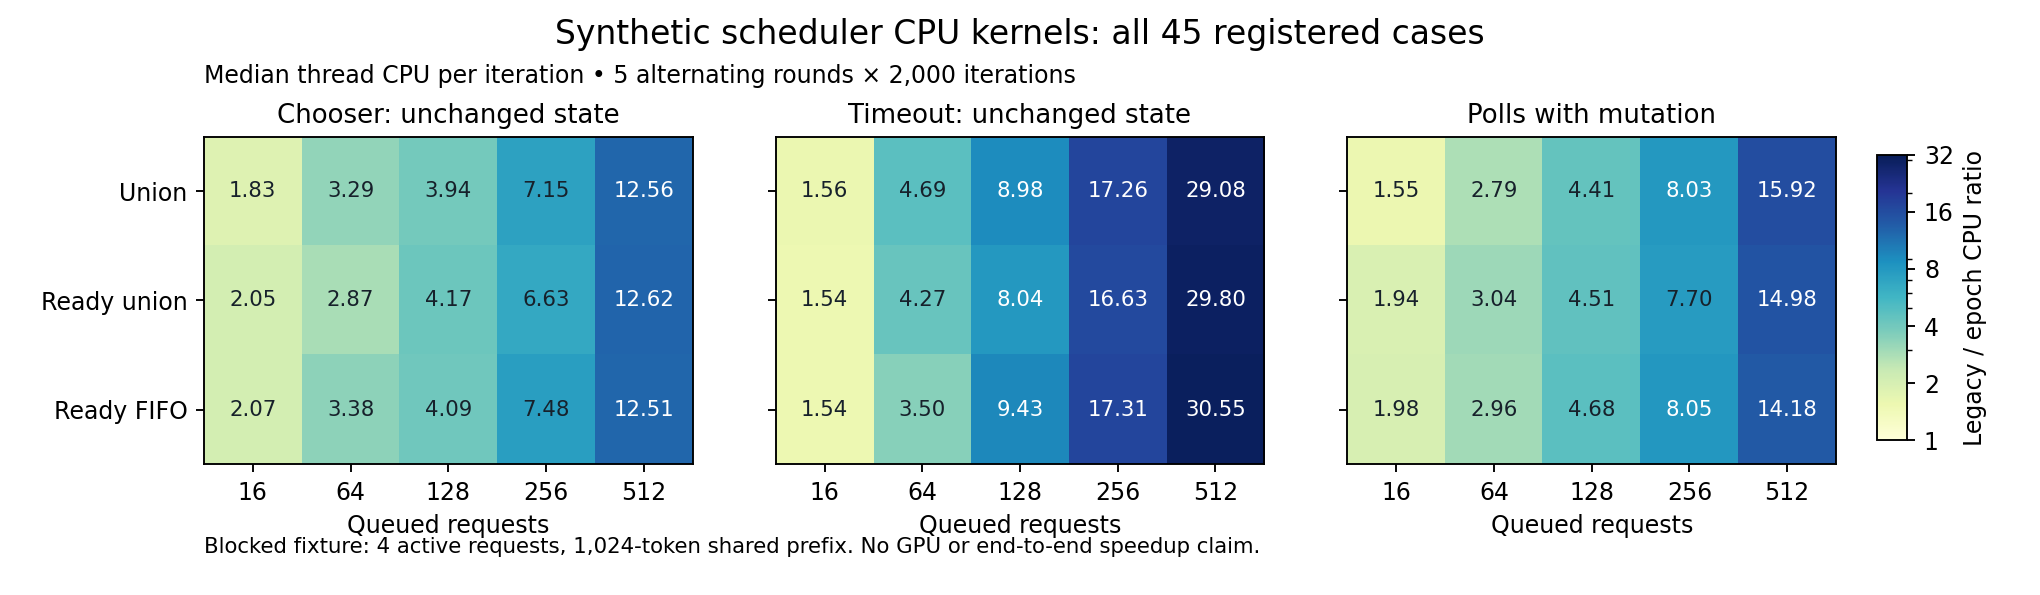 Synthetic scheduler CPU kernels: all 45 registered cases
Median thread CPU per iteration • 5 alternating rounds × 2,000 iterations
Chooser: unchanged state
Union
Ready union
Ready FIFO
1.83 3.29 3.94 7.15 12.56
2.05 2.87 4.17 6.63 12.62
2.07 3.38 4.09 7.48 12.51
16 64 128 256 512
Queued requests
Timeout: unchanged state
1.56 4.69 8.98 17.26 29.08
1.54 4.27 8.04 16.63 29.80
1.54 3.50 9.43 17.31 30.55
16 64 128 256 512
Queued requests
Polls with mutation
1.55 2.79 4.41 8.03 15.92
1.94 3.04 4.51 7.70 14.98
1.98 2.96 4.68 8.05 14.18
16 64 128 256 512
Queued requests
32
16
8
4
2
1
Legacy / epoch CPU ratio
Blocked fixture: 4 active requests, 1,024-token shared prefix. No GPU or end-to-end speedup claim.